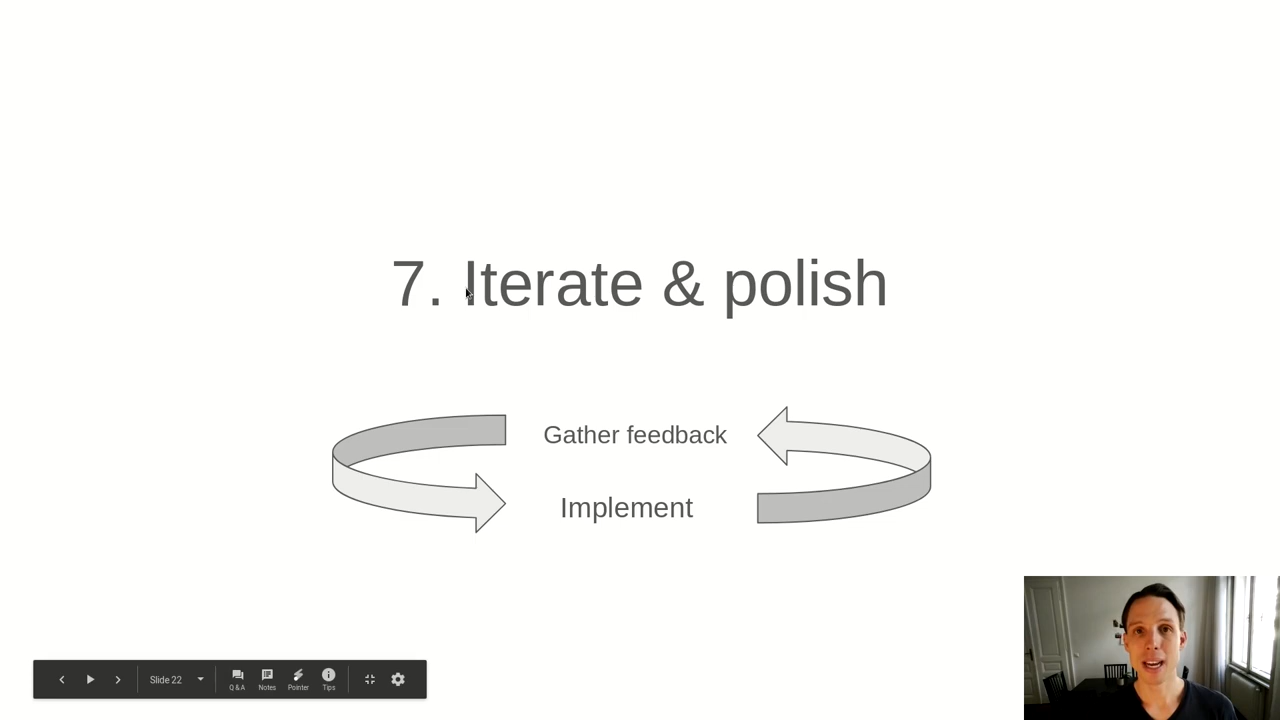 7. Iterate & polish
Gather feedback
Implement
Slide 22
Q & A
Notes
Pointer
Tips